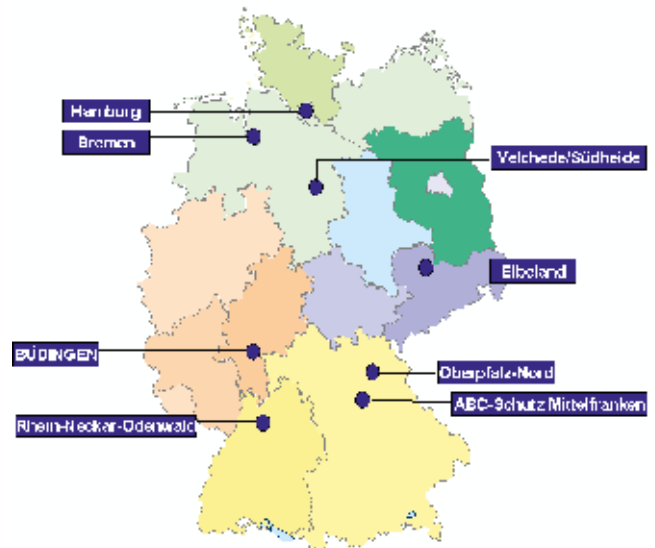 Hamburg
Bremen
Velchede/Südheide
Elbeland
BÜDINGEN
Oberpfalz-Nord
ABC-Schutz Mittelfranken
Rhein-Neckar-Odenwald